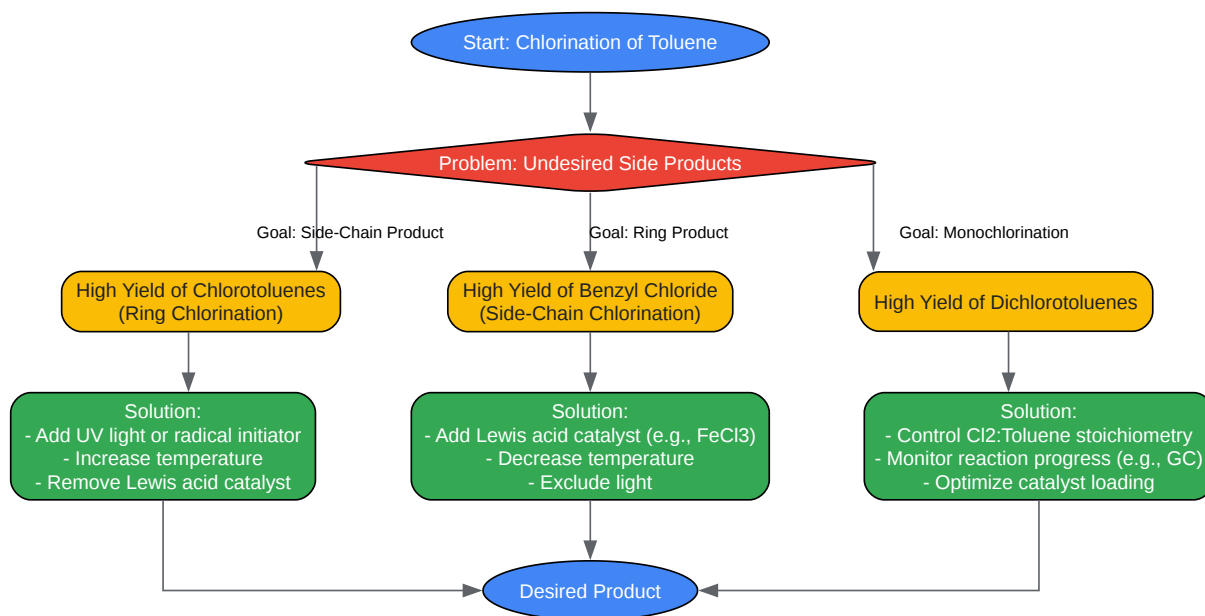 Start: Chlorination of Toluene
Problem: Undesired Side Products
Goal: Side-Chain Product
Goal: Ring Product
Goal: Monochlorination
High Yield of Chlorotoluenes
(Ring Chlorination)
High Yield of Benzyl Chloride
(Side-Chain Chlorination)
High Yield of Dichlorotoluenes
Solution:
- Add UV light or radical initiator
- Increase temperature
- Remove Lewis acid catalyst
Solution:
- Add Lewis acid catalyst (e.g., FeCl3)
- Decrease temperature
- Exclude light
Solution:
- Control Cl2:Toluene stoichiometry
- Monitor reaction progress (e.g., GC)
- Optimize catalyst loading
Desired Product